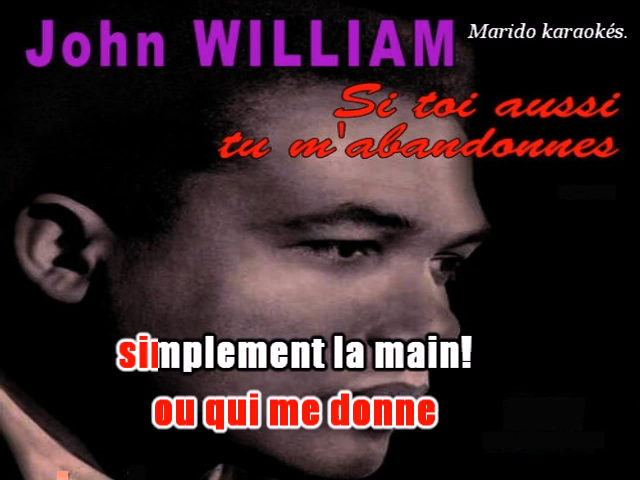 John WILLIAM
Marido karaokés.
Si toi aussi
tu m'abandonnes
simplement la main!
ou qui me donne